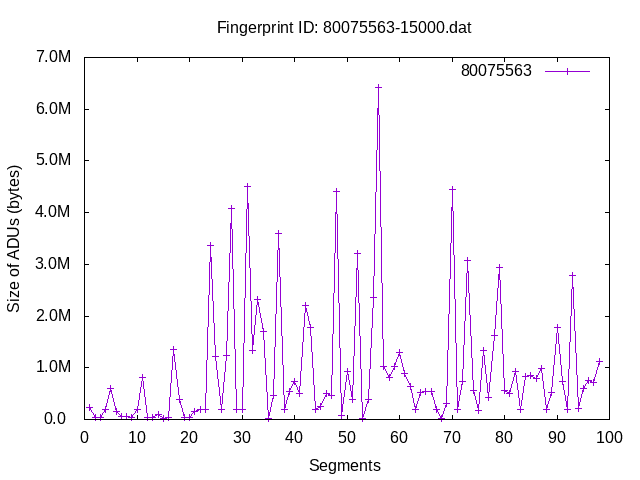 Fingerprint ID: 80075563-15000.dat
7.0M
80075563
6.0M
5.0M
4.0M
3.0M
2.0M
1.0M
0.0
Size of ADUs (bytes)
0 10 20 30 40 50 60 70 80 90 100
Segments